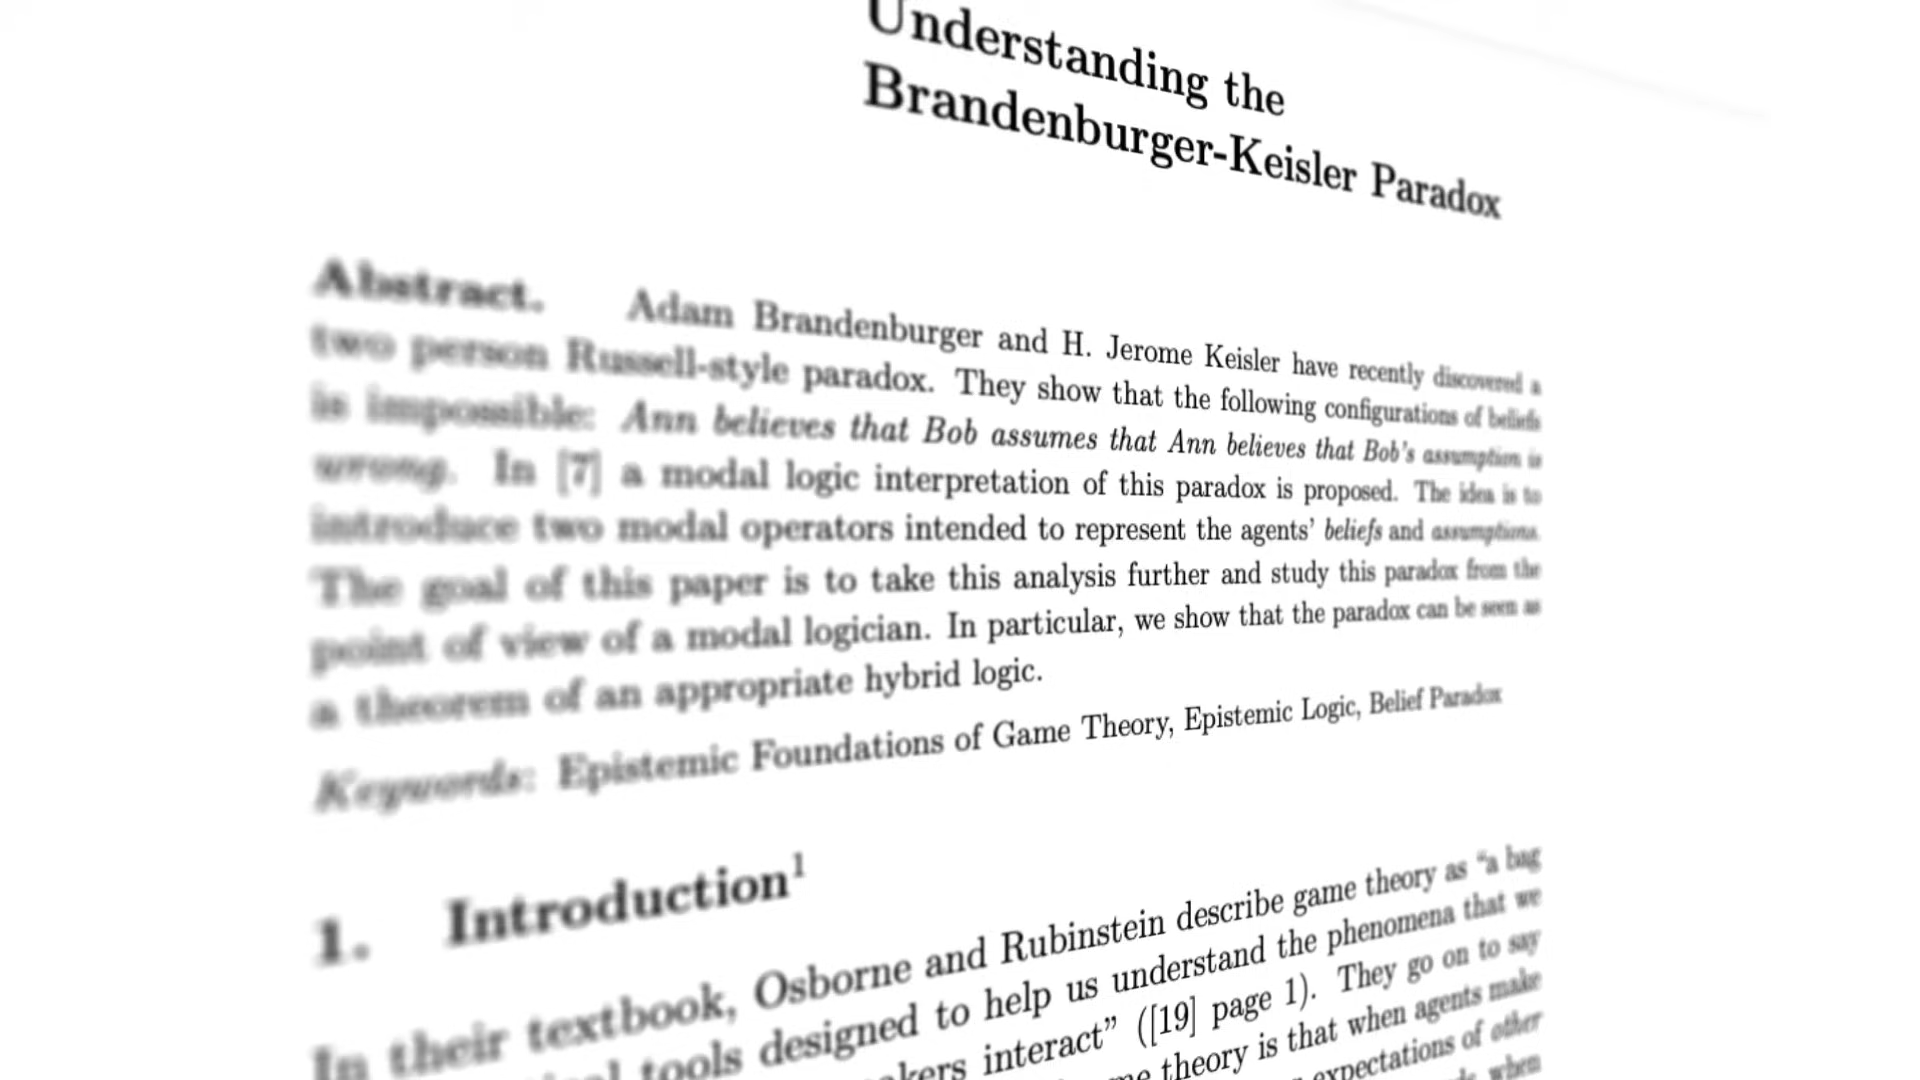 Understanding the
Brandenburger-Keisler Paradox
Abstract. Adam Brandenburger and H. Jerome Keisler have recently discovered a
two person Russell-style paradox. They show that the following configurations of beliefs
is impossible: Ann believes that Bob assumes that Ann believes that Bob's assumption is
wrong. In [7] a modal logic interpretation of this paradox is proposed. The idea is to
introduce two modal operators intended to represent the agents' beliefs and assumptions.
The goal of this paper is to take this analysis further and study this paradox from the
point of view of a modal logician. In particular, we show that the paradox can be seen as
a theorem of an appropriate hybrid logic.
Keywords: Epistemic Foundations of Game Theory, Epistemic Logic, Belief Paradox
1. Introduction¹
In their textbook, Osborne and Rubinstein describe game theory as “a bag
tools designed to help us understand the phenomena that we
interact” ([19] page 1). They go on to say
theory is that when agents make
expectations of other
when